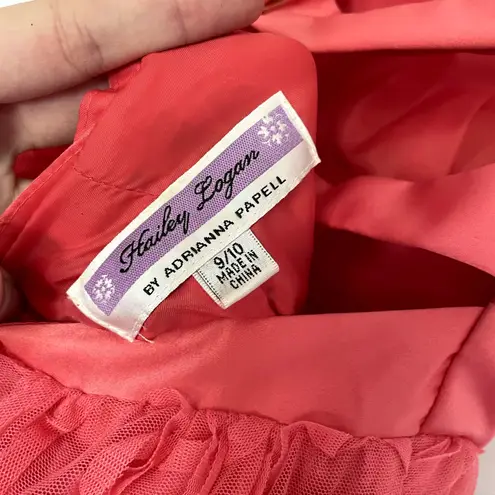 Hailey Logan
BY ADRIANNA PAPELL
9/10
MADE IN
CHINA